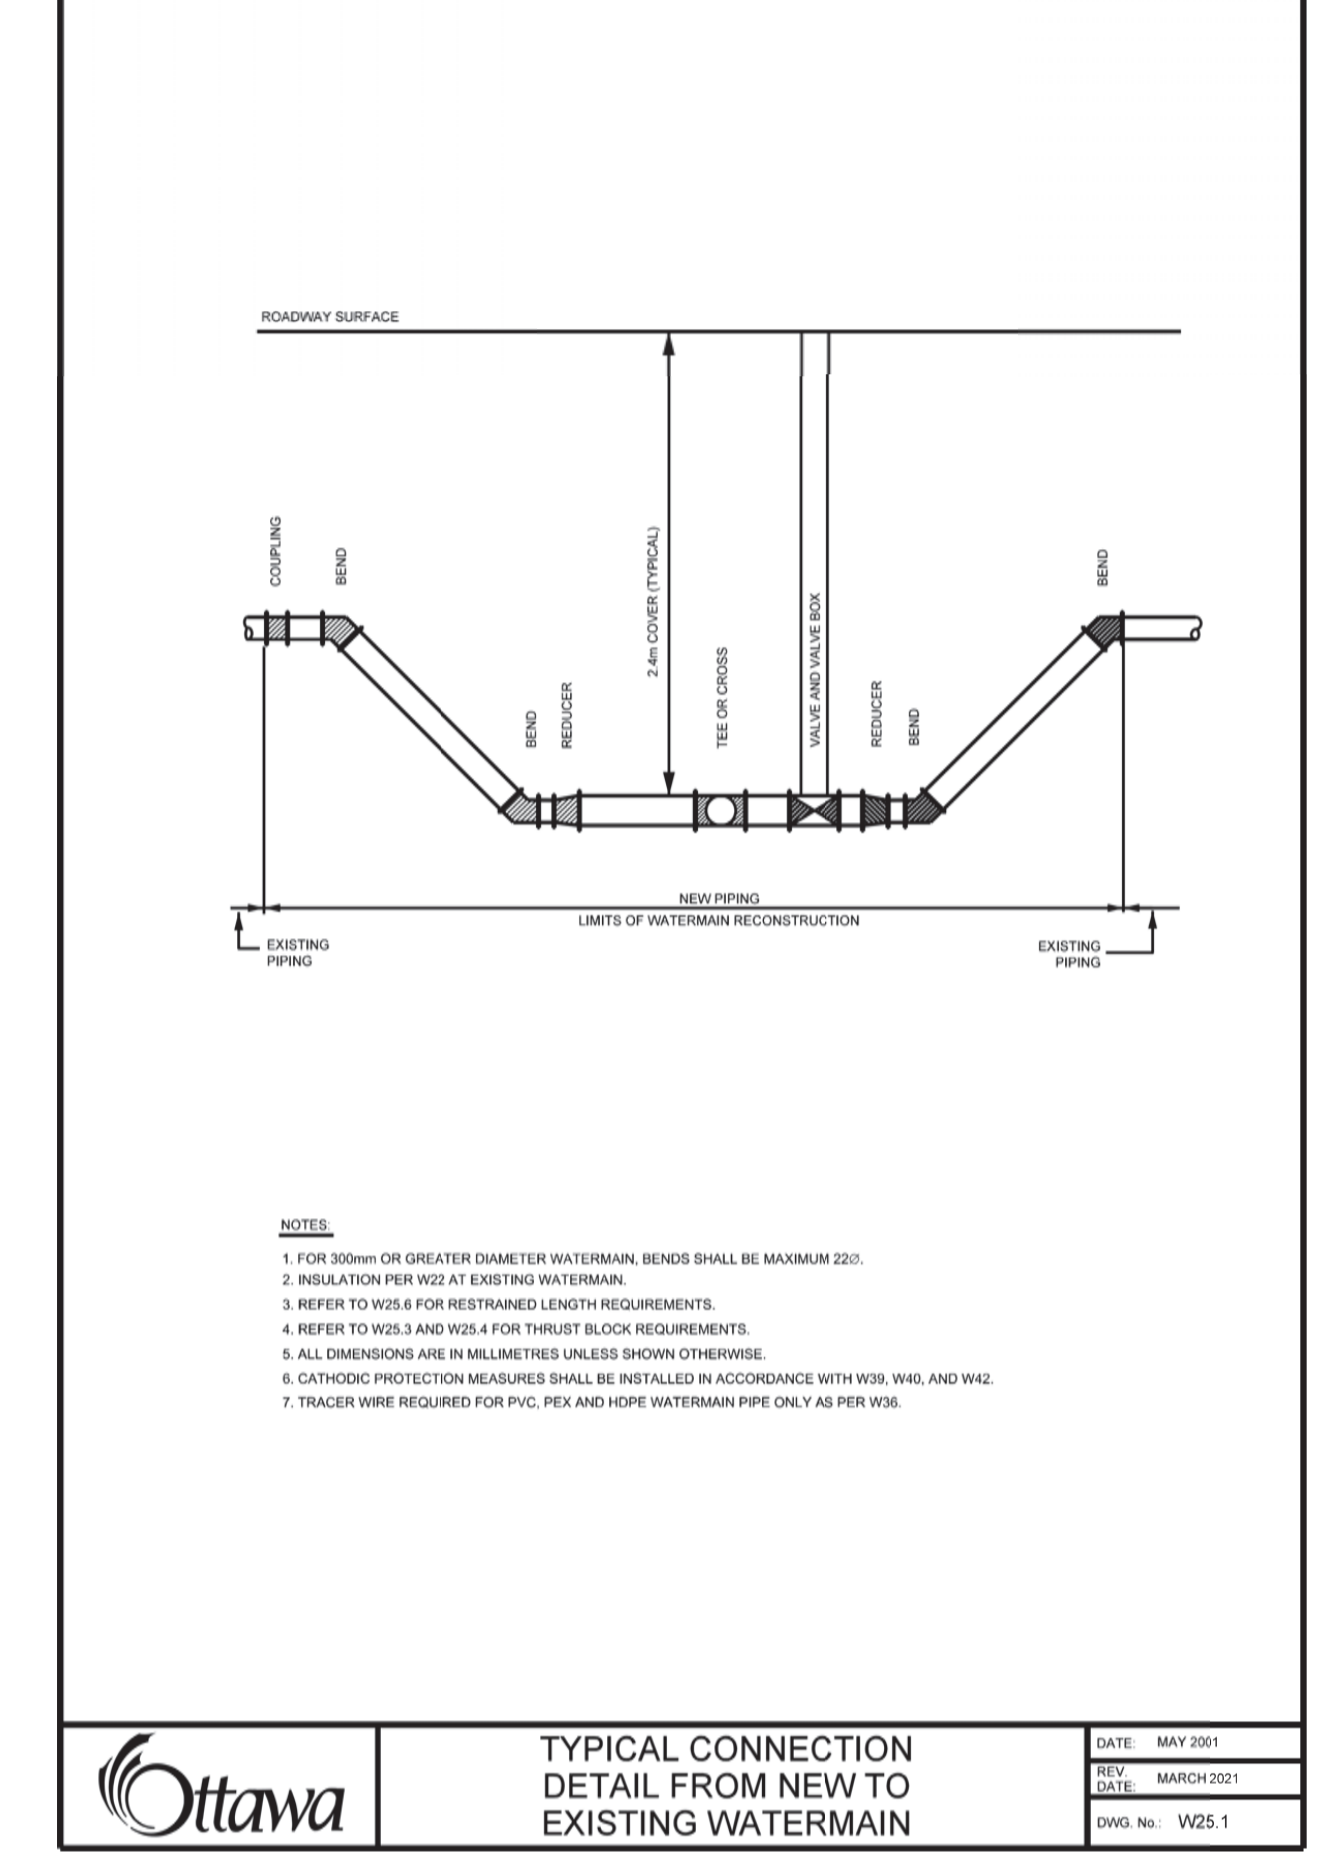 ROADWAY SURFACE
COUPLING
BEND
BEND
REDUCER
2.4m COVER (TYPICAL)
TEE OR CROSS
VALVE AND VALVE BOX
REDUCER
BEND
BEND
NEW PIPING
LIMITS OF WATERMAIN RECONSTRUCTION
EXISTING
PIPING
EXISTING
PIPING
NOTES:
1. FOR 300mm OR GREATER DIAMETER WATERMAIN, BENDS SHALL BE MAXIMUM 22∅.
2. INSULATION PER W22 AT EXISTING WATERMAIN.
3. REFER TO W25.6 FOR RESTRAINED LENGTH REQUIREMENTS.
4. REFER TO W25.3 AND W25.4 FOR THRUST BLOCK REQUIREMENTS.
5. ALL DIMENSIONS ARE IN MILLIMETRES UNLESS SHOWN OTHERWISE.
6. CATHODIC PROTECTION MEASURES SHALL BE INSTALLED IN ACCORDANCE WITH W39, W40, AND W42.
7. TRACER WIRE REQUIRED FOR PVC, PEX AND HDPE WATERMAIN PIPE ONLY AS PER W36.
Ottawa
TYPICAL CONNECTION
DETAIL FROM NEW TO
EXISTING WATERMAIN
DATE: MAY 2001
REV.
DATE: MARCH 2021
DWG. No.: W25.1